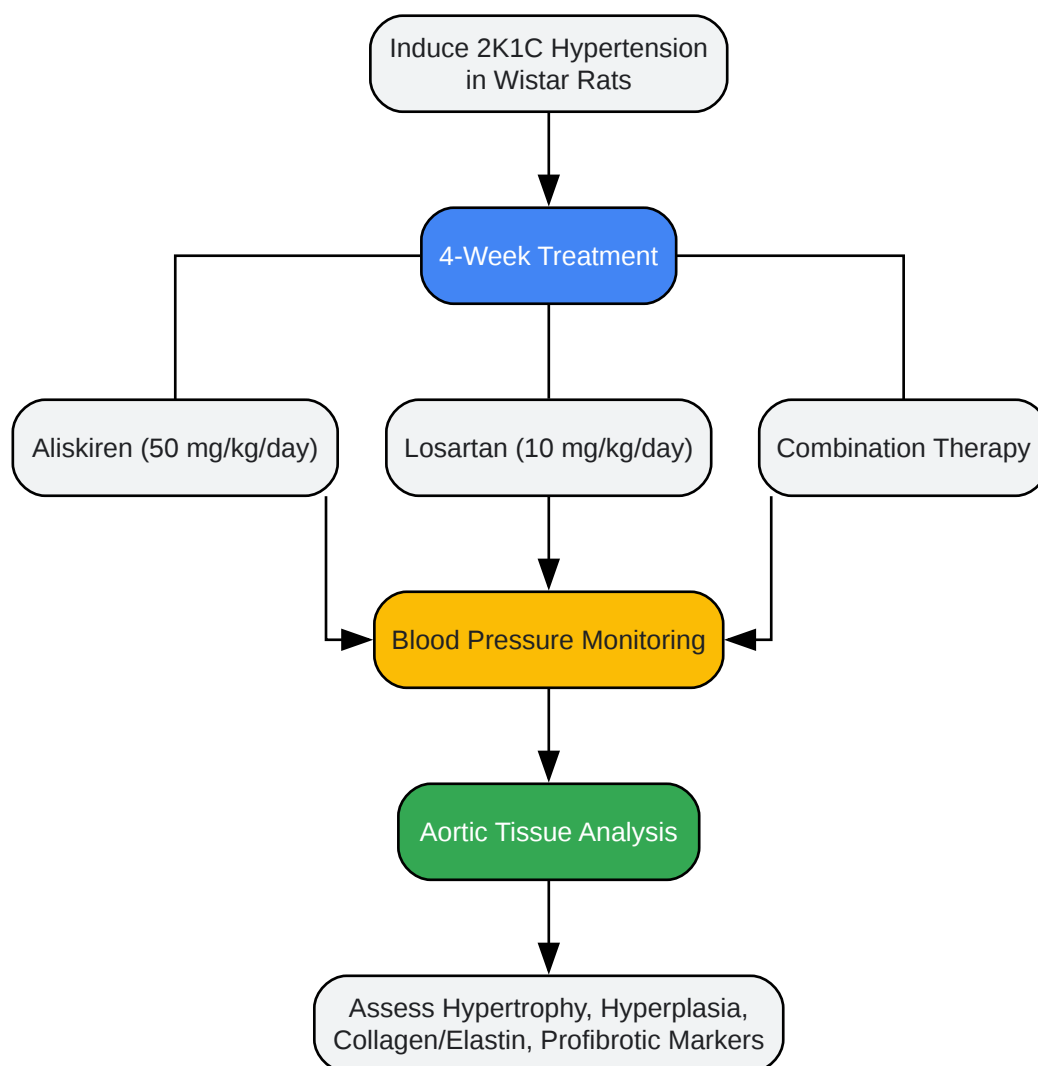 Induce 2K1C Hypertension
in Wistar Rats
4-Week Treatment
Aliskiren (50 mg/kg/day)
Losartan (10 mg/kg/day)
Combination Therapy
Blood Pressure Monitoring
Aortic Tissue Analysis
Assess Hypertrophy, Hyperplasia,
Collagen/Elastin, Profibrotic Markers